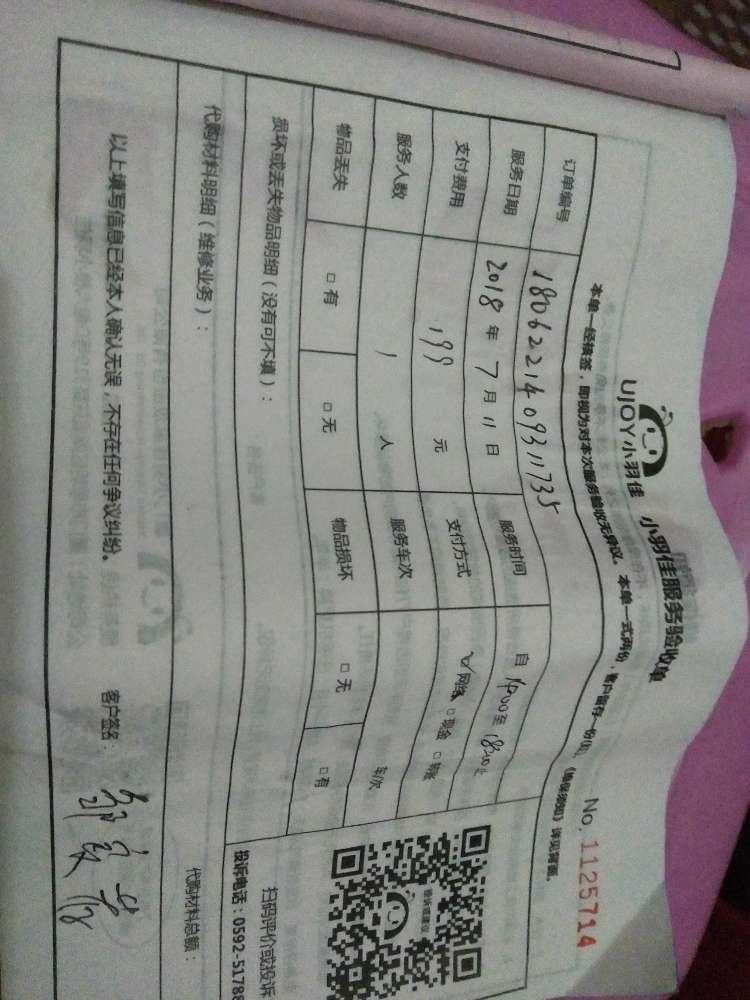 UJOY小羽佳 小羽佳服务验收单
No. 1125714
本单一经核签，即视为对本次服务验收无异议。本单一式两份，客户留存一份(页)。
订单编号 180622140931​1735
服务日期 2018 年 7 月 11 日 服务时间 自 1400 至 1800 止
支付费用 199 元 支付方式 ☑网络 □现金 □转账
服务人数 1 人 服务车次 车/次
物品丢失 □有 □无 物品损坏 □无 □有
损坏或丢失物品明细（没有可不填）：
扫码评价或投诉
投诉电话：0592-51788
代购材料明细（维修业务）：
代购材料总额：
以上填写信息已经本人确认无误，不存在任何争议纠纷。 客户签名：